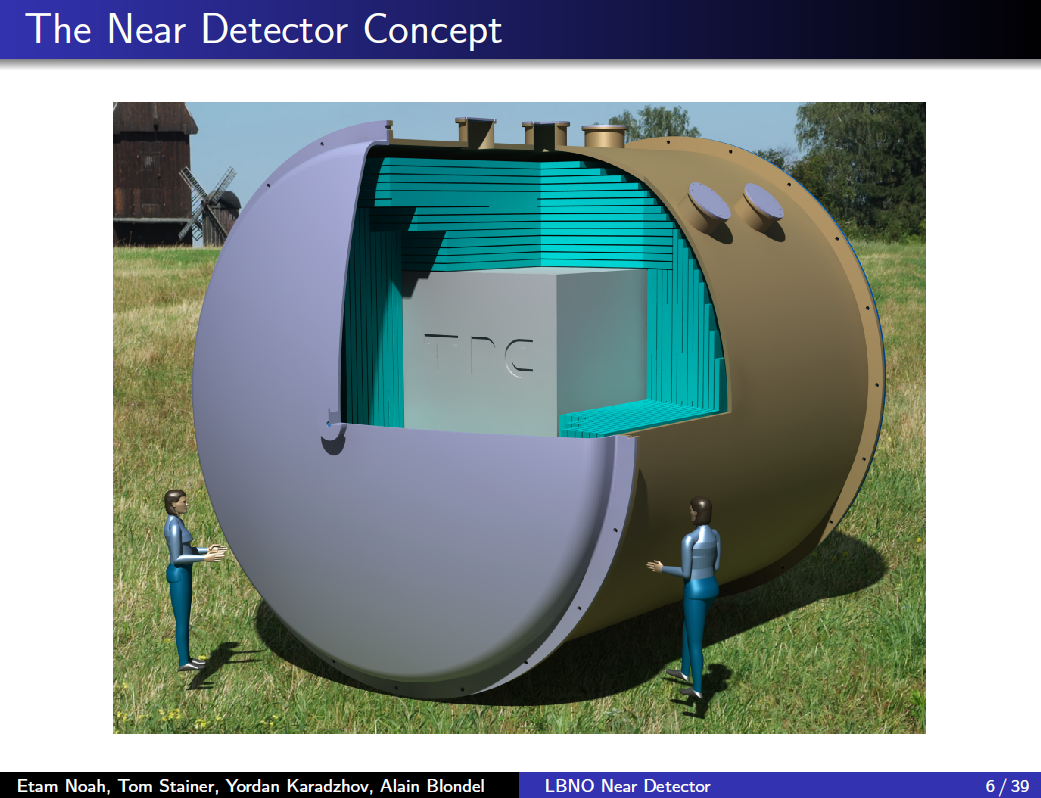 The Near Detector Concept
TPC
Etam Noah, Tom Stainer, Yordan Karadzhov, Alain Blondel
LBNO Near Detector
6 / 39